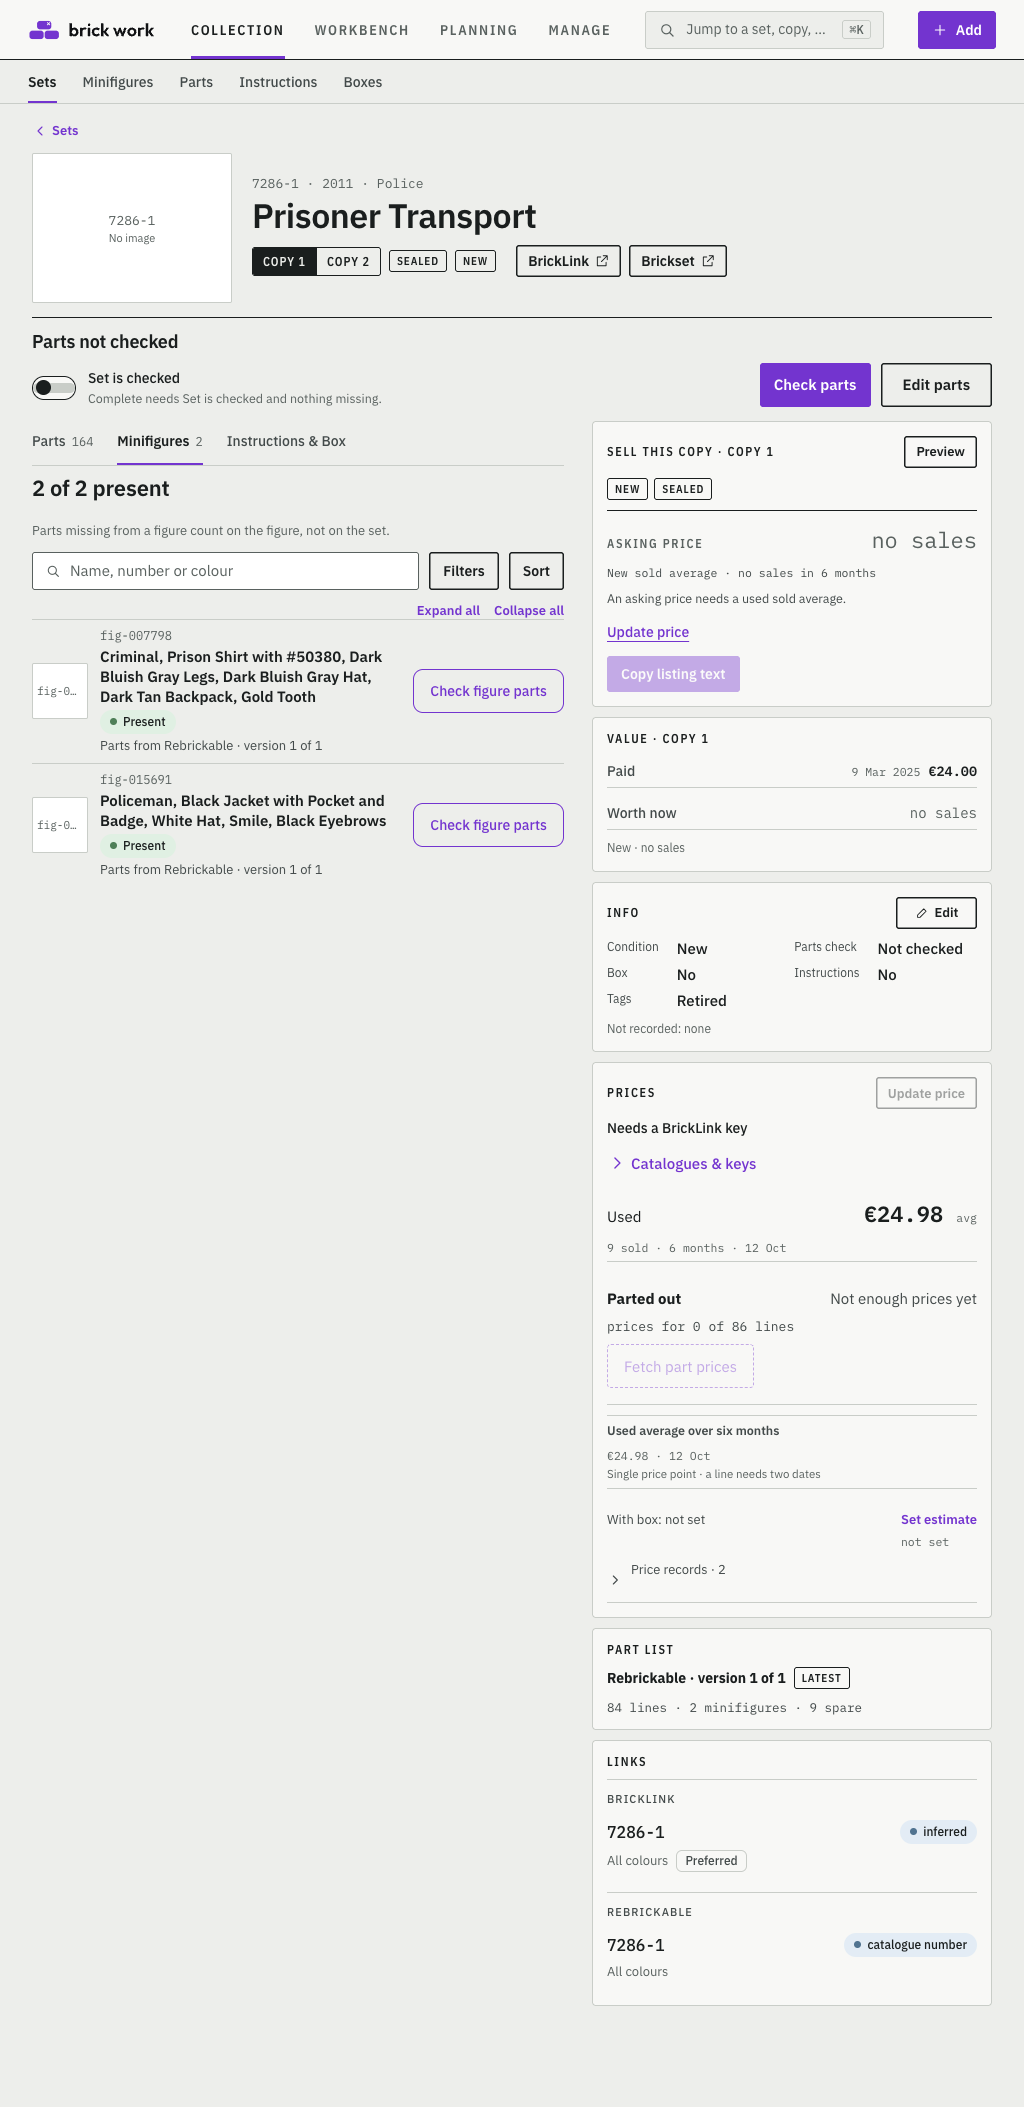 brick work
COLLECTION WORKBENCH PLANNING MANAGE
Jump to a set, copy, ... ⌘K
Add
Sets Minifigures Parts Instructions Boxes
Sets
7286-1
No image
7286-1 · 2011 · Police
Prisoner Transport
COPY 1 COPY 2 SEALED NEW BrickLink Brickset
Parts not checked
Set is checked
Complete needs Set is checked and nothing missing.
Check parts Edit parts
Parts 164 Minifigures 2 Instructions & Box
2 of 2 present
Parts missing from a figure count on the figure, not on the set.
Name, number or colour Filters Sort
Expand all Collapse all
fig-007798
fig-0…
Criminal, Prison Shirt with #50380, Dark
Bluish Gray Legs, Dark Bluish Gray Hat,
Dark Tan Backpack, Gold Tooth
Present
Parts from Rebrickable · version 1 of 1
Check figure parts
fig-015691
fig-0…
Policeman, Black Jacket with Pocket and
Badge, White Hat, Smile, Black Eyebrows
Present
Parts from Rebrickable · version 1 of 1
Check figure parts
SELL THIS COPY · COPY 1 Preview
NEW SEALED
ASKING PRICE no sales
New sold average · no sales in 6 months
An asking price needs a used sold average.
Update price
Copy listing text
VALUE · COPY 1
Paid 9 Mar 2025 €24.00
Worth now no sales
New · no sales
INFO Edit
Condition New Parts check Not checked
Box No Instructions No
Tags Retired
Not recorded: none
PRICES Update price
Needs a BrickLink key
Catalogues & keys
Used €24.98 avg
9 sold · 6 months · 12 Oct
Parted out Not enough prices yet
prices for 0 of 86 lines
Fetch part prices
Used average over six months
€24.98 · 12 Oct
Single price point · a line needs two dates
With box: not set Set estimate
not set
Price records · 2
PART LIST
Rebrickable · version 1 of 1 LATEST
84 lines · 2 minifigures · 9 spare
LINKS
BRICKLINK
7286-1 inferred
All colours Preferred
REBRICKABLE
7286-1 catalogue number
All colours